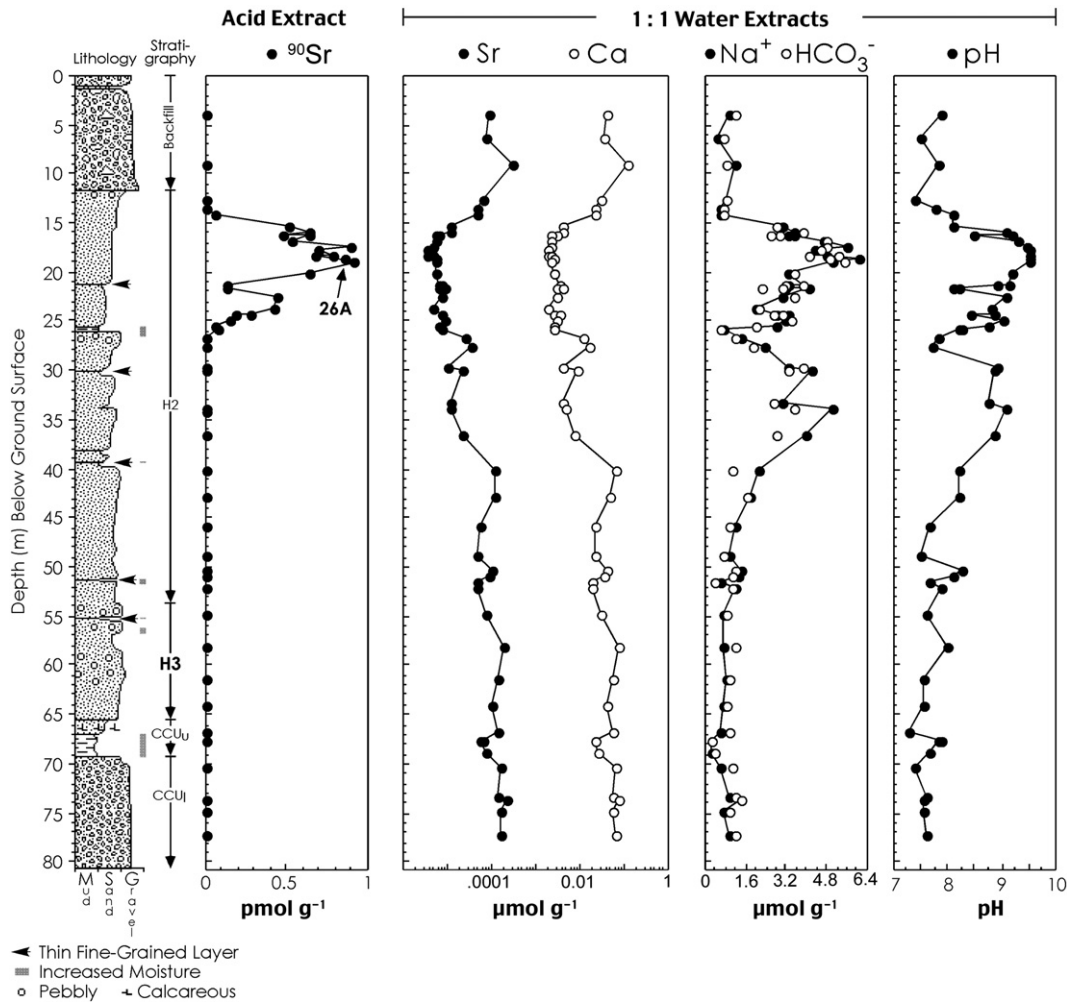 Acid Extract
1 : 1 Water Extracts
Lithology
Strati-
graphy
● ⁹⁰Sr
● Sr ○ Ca
● Na⁺ ○ HCO₃⁻
● pH
Depth (m) Below Ground Surface
0
5
10
15
20
25
30
35
40
45
50
55
60
65
70
75
80
Backfill
H2
H3
CCUu
CCUl
26A
Mud
Sand
Gravel
0 0.5 1
pmol g⁻¹
.0001 0.01 1
μmol g⁻¹
0 1.6 3.2 4.8 6.4
μmol g⁻¹
7 8 9 10
pH
Thin Fine-Grained Layer
Increased Moisture
Pebbly Calcareous